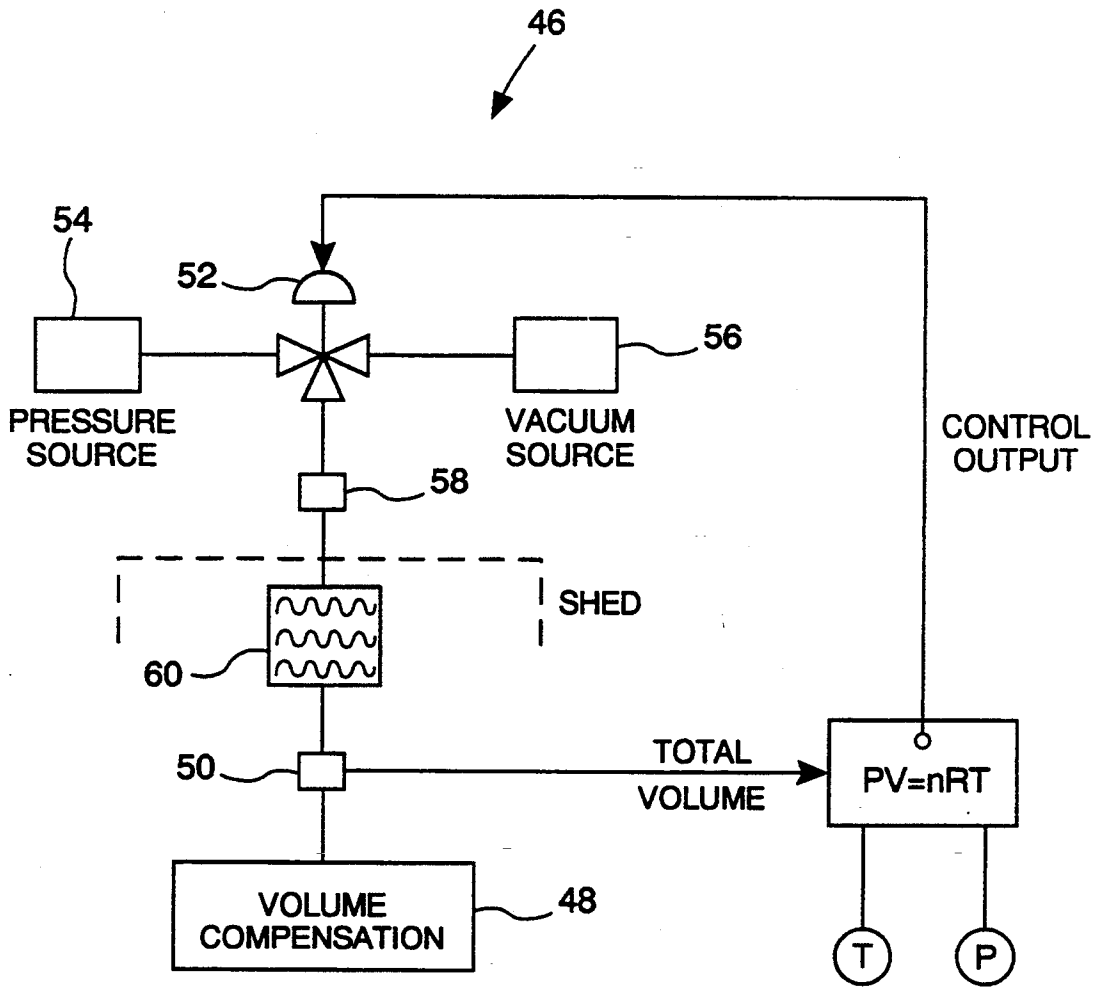 46
54
52
56
PRESSURE
SOURCE
VACUUM
SOURCE
CONTROL
OUTPUT
58
SHED
60
50
TOTAL
VOLUME
PV=nRT
VOLUME
COMPENSATION
48
T
P